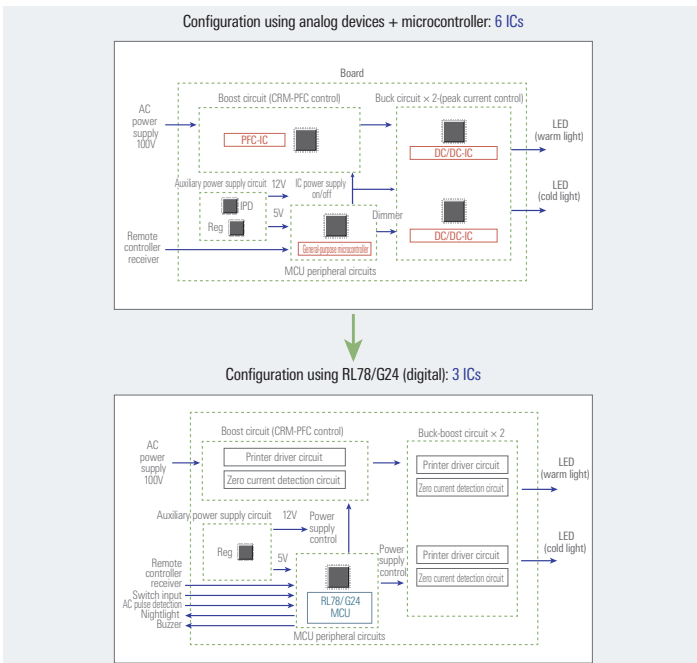 Configuration using analog devices + microcontroller: 6 ICs
Board
Boost circuit (CRM-PFC control)
Buck circuit × 2-(peak current control)
AC
power
supply
100V
PFC-IC
DC/DC-IC
LED
(warm light)
Auxiliary power supply circuit
12V
IC power supply
on/off
IPD
5V
Reg
Dimmer
DC/DC-IC
LED
(cold light)
Remote
controller
receiver
General-purpose microcontroller
MCU peripheral circuits
Configuration using RL78/G24 (digital): 3 ICs
Boost circuit (CRM-PFC control)
Buck-boost circuit × 2
AC
power
supply
100V
Printer driver circuit
Zero current detection circuit
Printer driver circuit
Zero current detection circuit
LED
(warm light)
Auxiliary power supply circuit
12V
Power
supply
control
Reg
5V
Power
supply
control
Printer driver circuit
Zero current detection circuit
LED
(cold light)
Remote
controller
receiver
Switch input
AC pulse detection
Nightlight
Buzzer
RL78/G24
MCU
MCU peripheral circuits